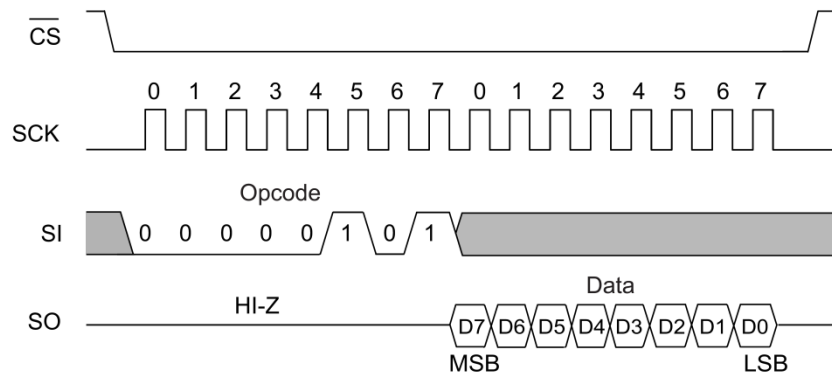 CS
0 1 2 3 4 5 6 7 0 1 2 3 4 5 6 7
SCK
Opcode
SI 0 0 0 0 0 1 0 1
HI-Z Data
SO D7 D6 D5 D4 D3 D2 D1 D0
MSB LSB